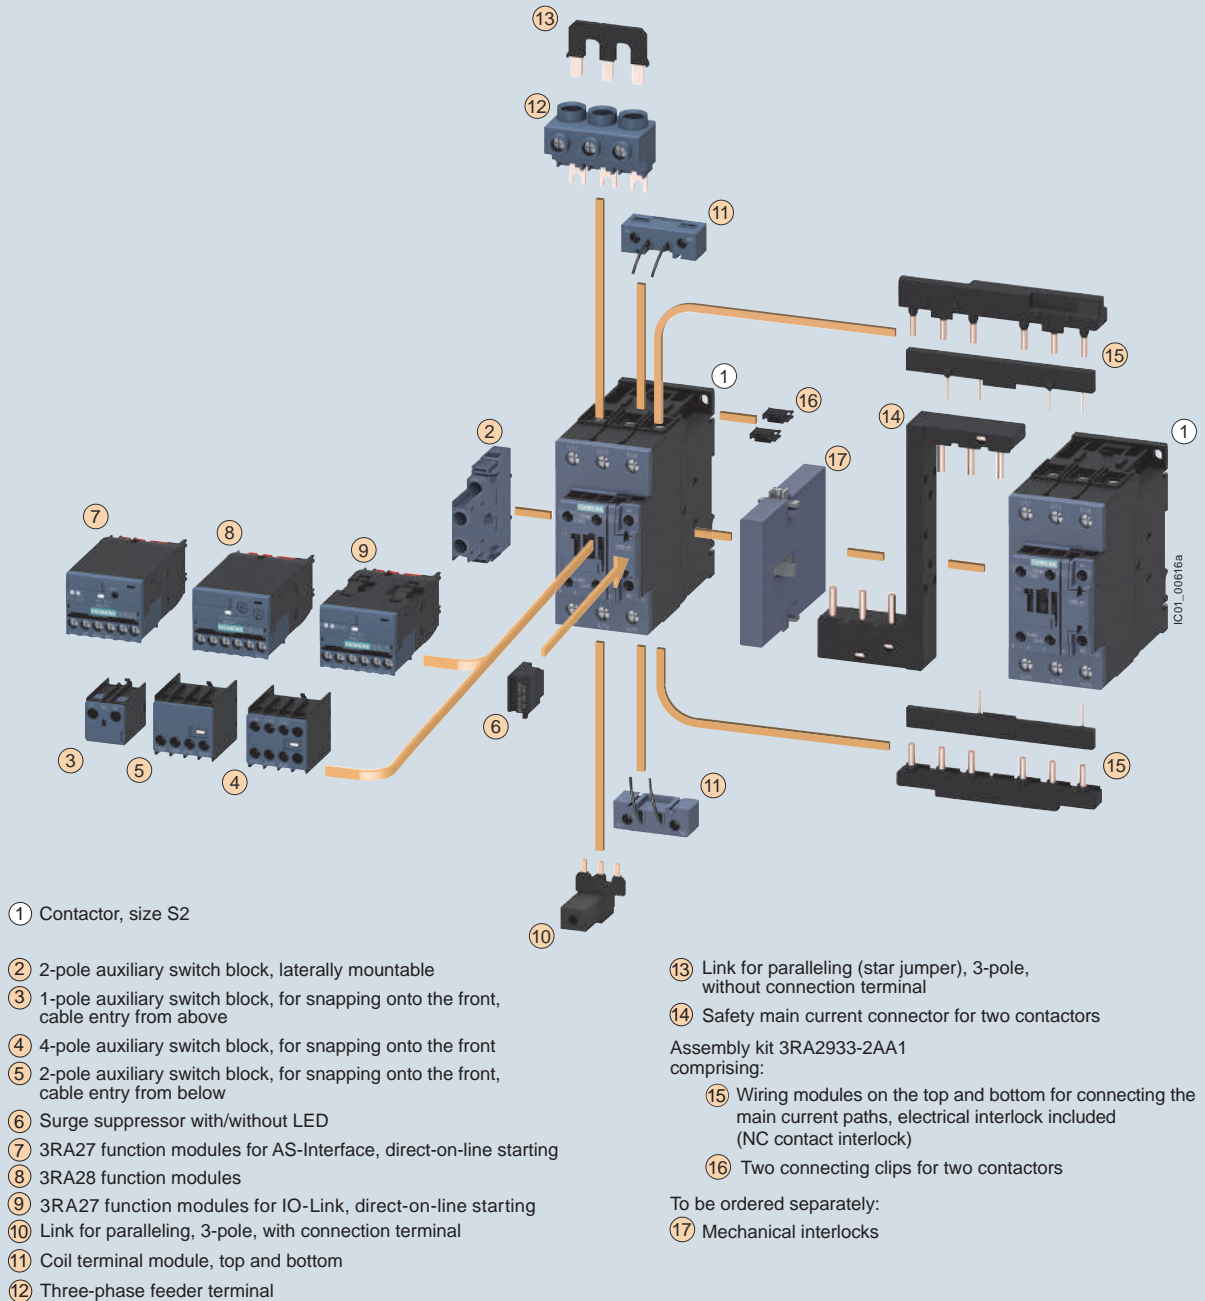 13
12
11
1
15
16
14
2
1
17
7
8
9
SIEMENS
SIEMENS
SIEMENS
SIEMENS
SIEMENS
IC01_00616a
6
3
5
4
15
11
10
1 Contactor, size S2
2 2-pole auxiliary switch block, laterally mountable
3 1-pole auxiliary switch block, for snapping onto the front,
cable entry from above
4 4-pole auxiliary switch block, for snapping onto the front
5 2-pole auxiliary switch block, for snapping onto the front,
cable entry from below
6 Surge suppressor with/without LED
7 3RA27 function modules for AS-Interface, direct-on-line starting
8 3RA28 function modules
9 3RA27 function modules for IO-Link, direct-on-line starting
10 Link for paralleling, 3-pole, with connection terminal
11 Coil terminal module, top and bottom
12 Three-phase feeder terminal
13 Link for paralleling (star jumper), 3-pole,
without connection terminal
14 Safety main current connector for two contactors
Assembly kit 3RA2933-2AA1
comprising:
15 Wiring modules on the top and bottom for connecting the
main current paths, electrical interlock included
(NC contact interlock)
16 Two connecting clips for two contactors
To be ordered separately:
17 Mechanical interlocks